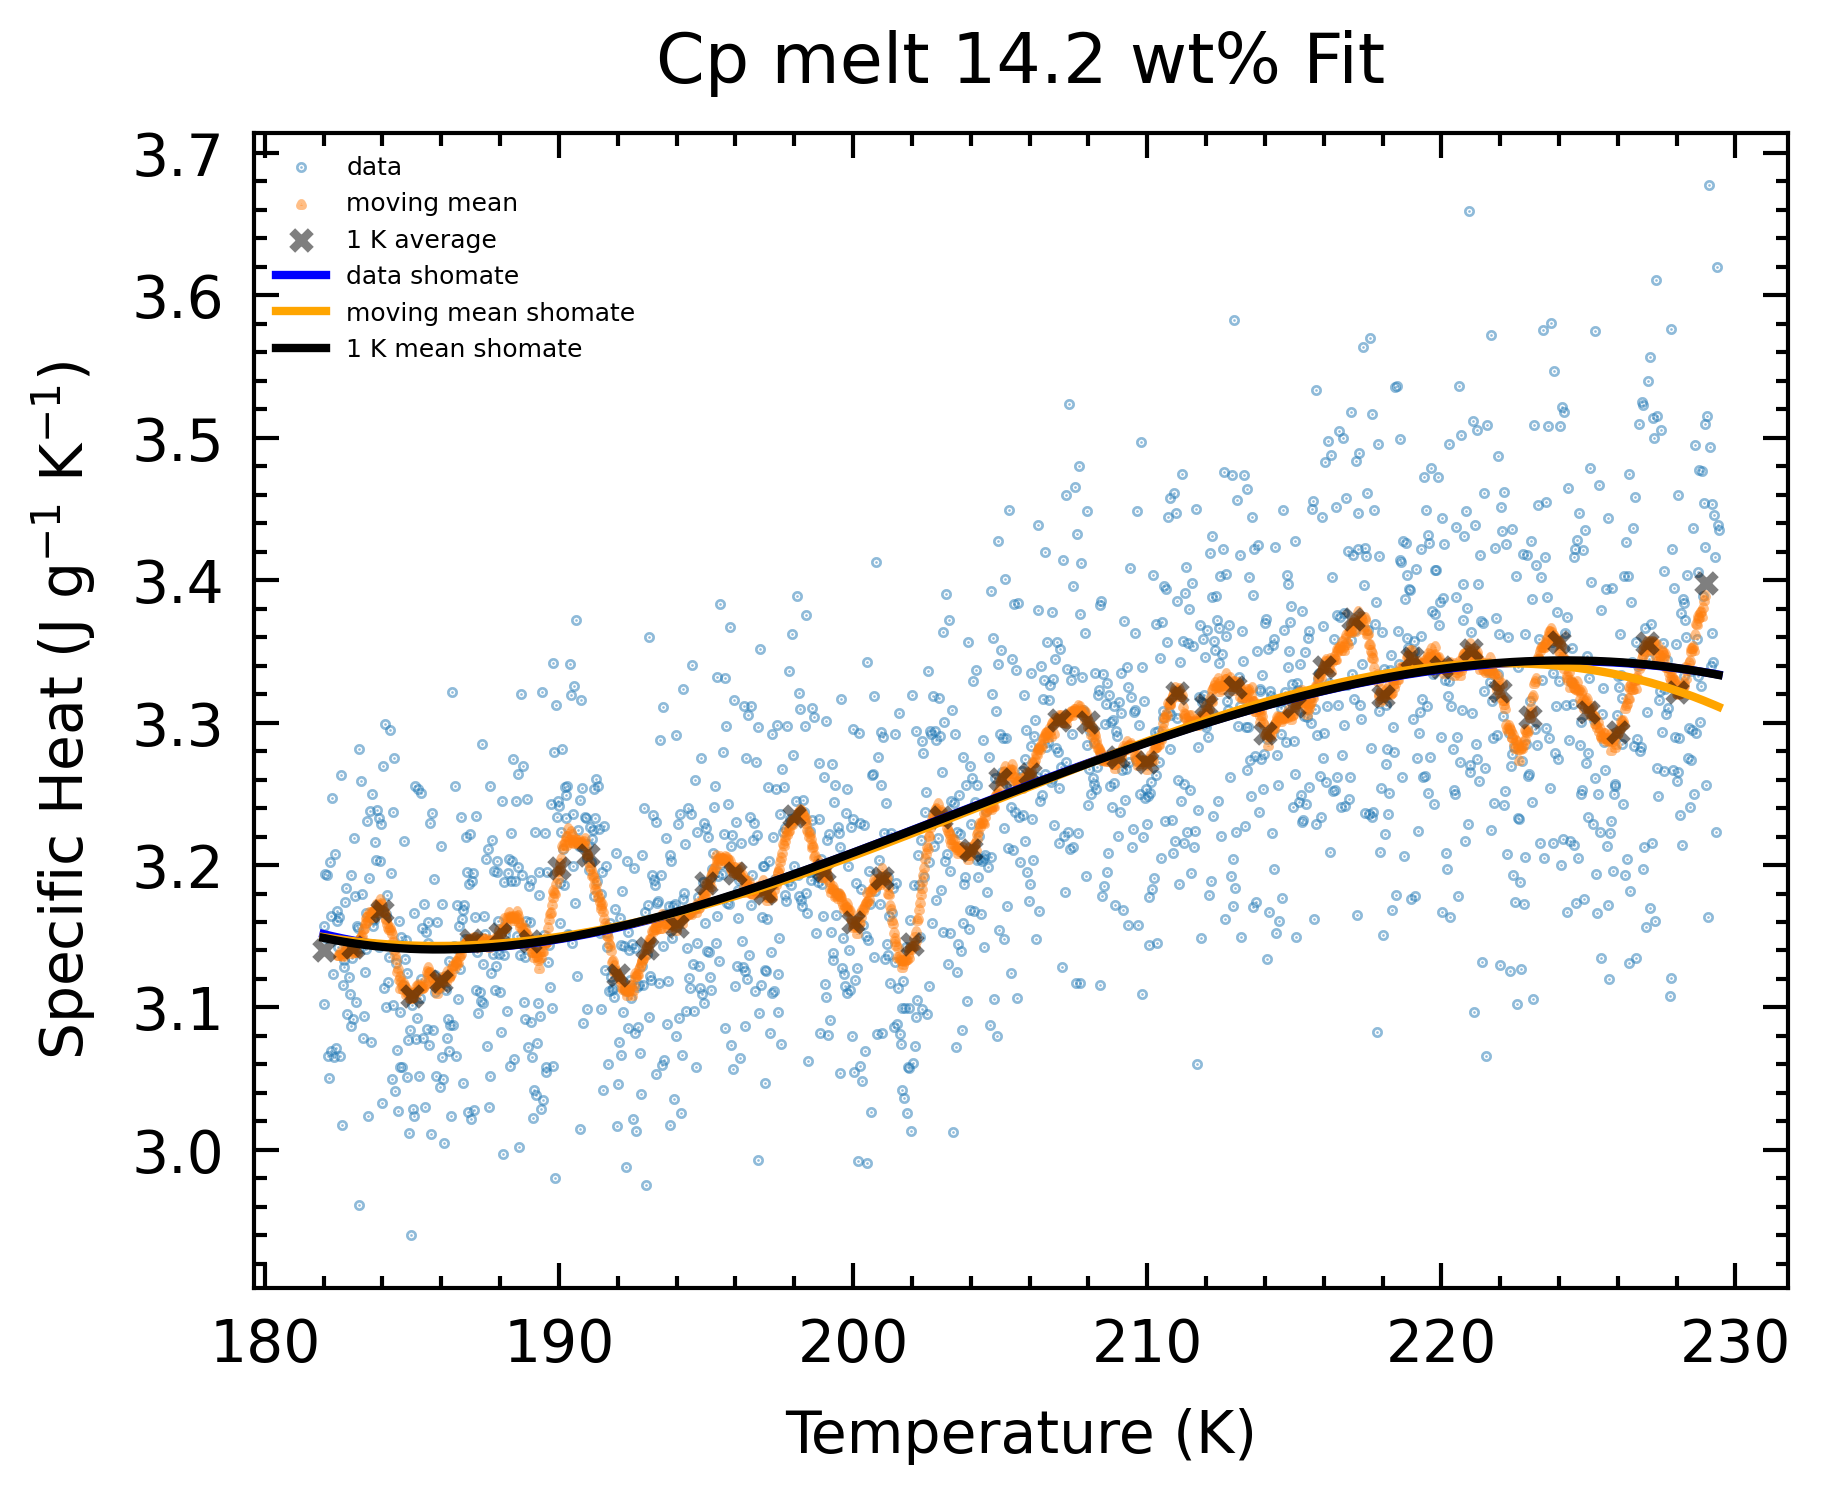 Cp melt 14.2 wt% Fit
data
moving mean
1 K average
data shomate
moving mean shomate
1 K mean shomate
Specific Heat (J g⁻¹ K⁻¹)
3.7
3.6
3.5
3.4
3.3
3.2
3.1
3.0
180 190 200 210 220 230
Temperature (K)